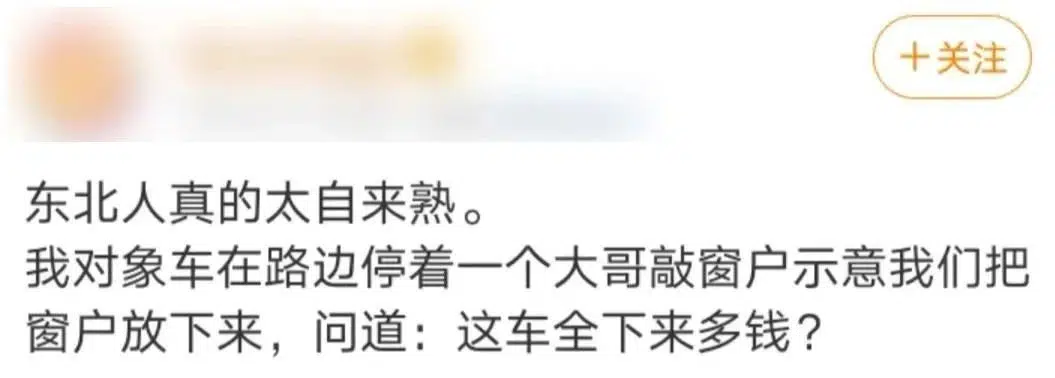 ＋关注
东北人真的太自来熟。
我对象车在路边停着一个大哥敲窗户示意我们把
窗户放下来，问道：这车全下来多钱？